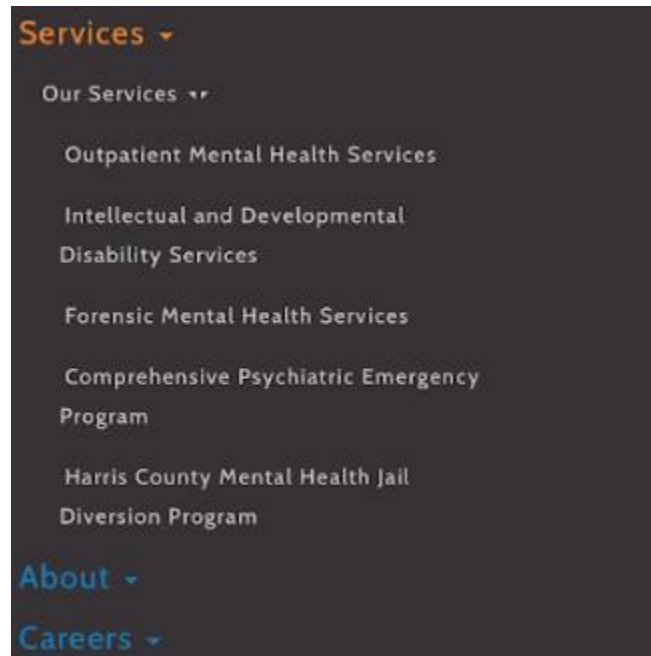 Services
Our Services
Outpatient Mental Health Services
Intellectual and Developmental
Disability Services
Forensic Mental Health Services
Comprehensive Psychiatric Emergency
Program
Harris County Mental Health Jail
Diversion Program
About
Careers